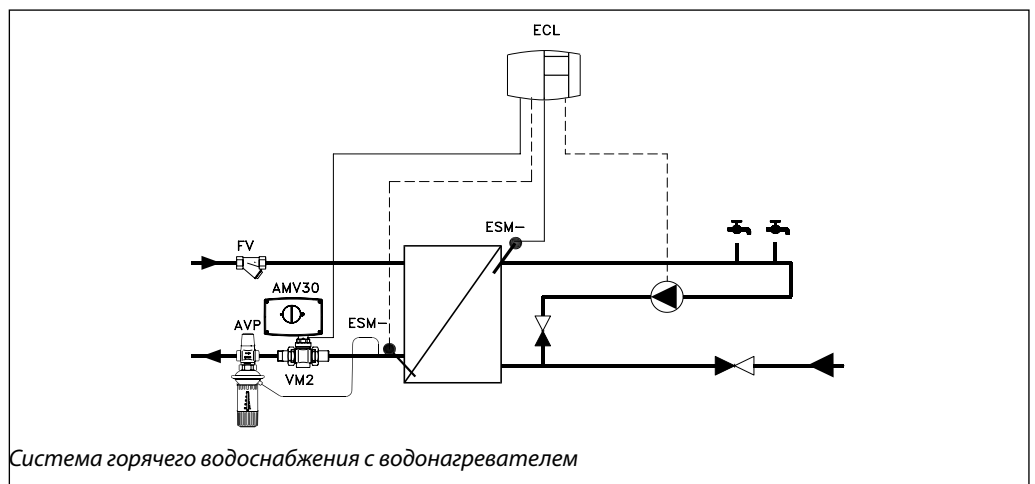 ECL
ESM-
FV
AMV30
AVP
ESM-
VM2
Система горячего водоснабжения с водонагревателем